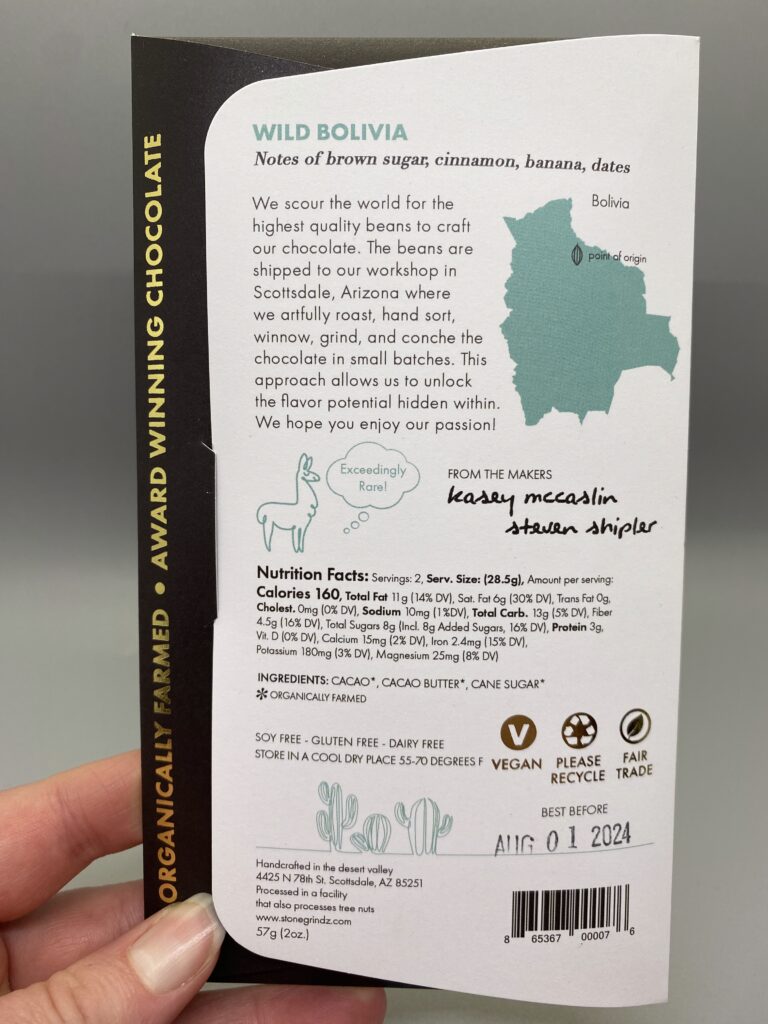 ORGANICALLY FARMED • AWARD WINNING CHOCOLATE
WILD BOLIVIA
Notes of brown sugar, cinnamon, banana, dates
We scour the world for the
highest quality beans to craft
our chocolate. The beans are
shipped to our workshop in
Scottsdale, Arizona where
we artfully roast, hand sort,
winnow, grind, and conche the
chocolate in small batches. This
approach allows us to unlock
the flavor potential hidden within.
We hope you enjoy our passion!
Bolivia
point of origin
Exceedingly
Rare!
FROM THE MAKERS
kasey mccaslin
steven shipler
Nutrition Facts: Servings: 2, Serv. Size: (28.5g), Amount per serving:
Calories 160, Total Fat 11g (14% DV), Sat. Fat 6g (30% DV), Trans Fat 0g,
Cholest. 0mg (0% DV), Sodium 10mg (1%DV), Total Carb. 13g (5% DV), Fiber
4.5g (16% DV), Total Sugars 8g (Incl. 8g Added Sugars, 16% DV), Protein 3g,
Vit. D (0% DV), Calcium 15mg (2% DV), Iron 2.4mg (15% DV),
Potassium 180mg (3% DV), Magnesium 25mg (8% DV)
INGREDIENTS: CACAO*, CACAO BUTTER*, CANE SUGAR*
* ORGANICALLY FARMED
SOY FREE - GLUTEN FREE - DAIRY FREE
STORE IN A COOL DRY PLACE 55-70 DEGREES F
V
VEGAN
PLEASE
RECYCLE
FAIR
TRADE
BEST BEFORE
AUG 01 2024
Handcrafted in the desert valley
4425 N 78th St. Scottsdale, AZ 85251
Processed in a facility
that also processes tree nuts
www.stonegrindz.com
57g (2oz.)
8 65367 00007 6